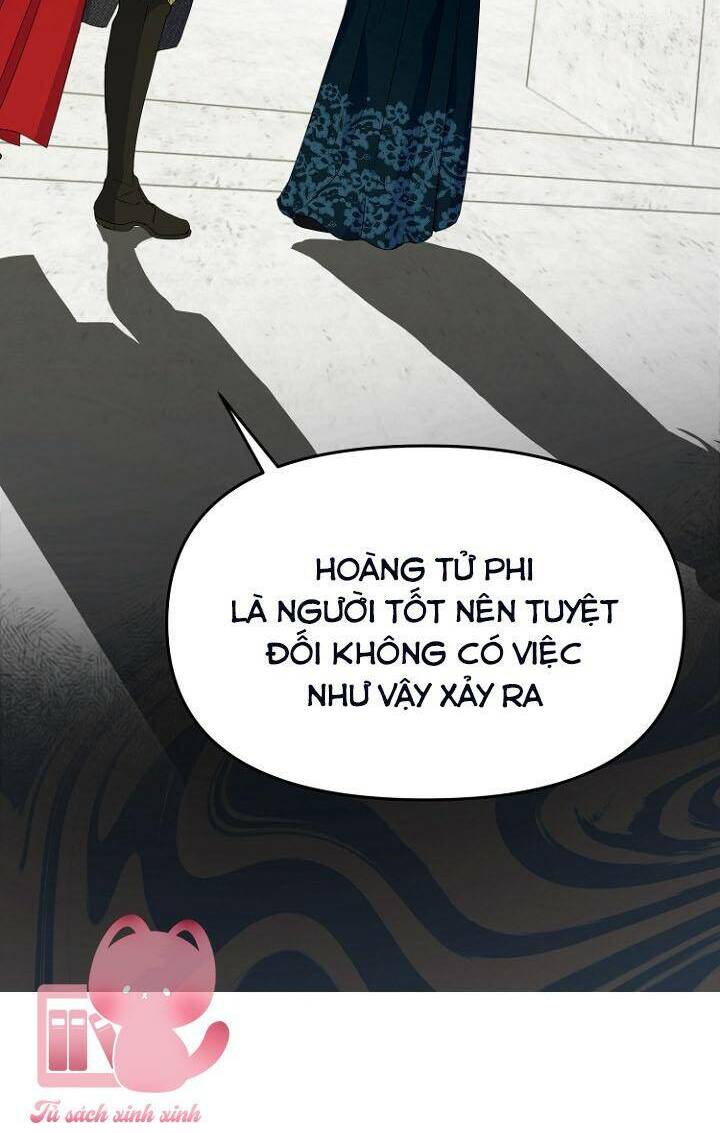 HOÀNG TỬ PHI
LÀ NGƯỜI TỐT NÊN TUYỆT
ĐỐI KHÔNG CÓ VIỆC
NHƯ VẬY XẢY RA
Tủ sách xinh xinh